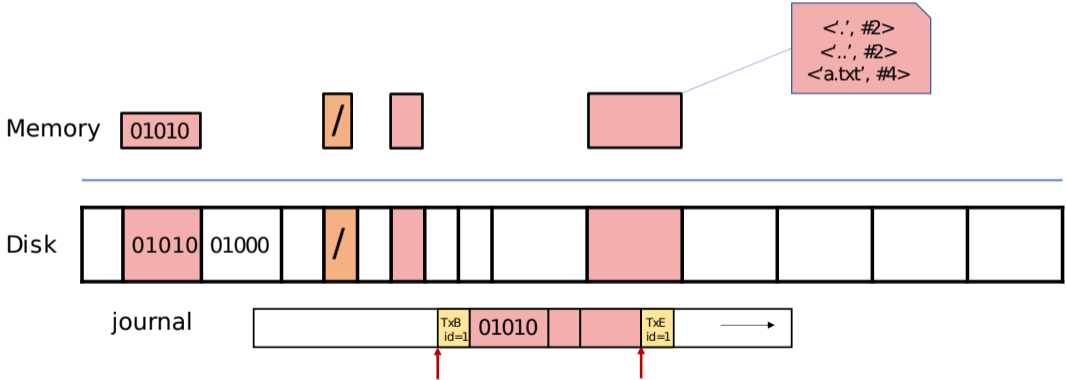 <‘.’, #2>
<‘..’, #2>
<‘a.txt’, #4>
Memory
01010
/
Disk
01010
01000
/
journal
TxB
id=1
01010
TxE
id=1